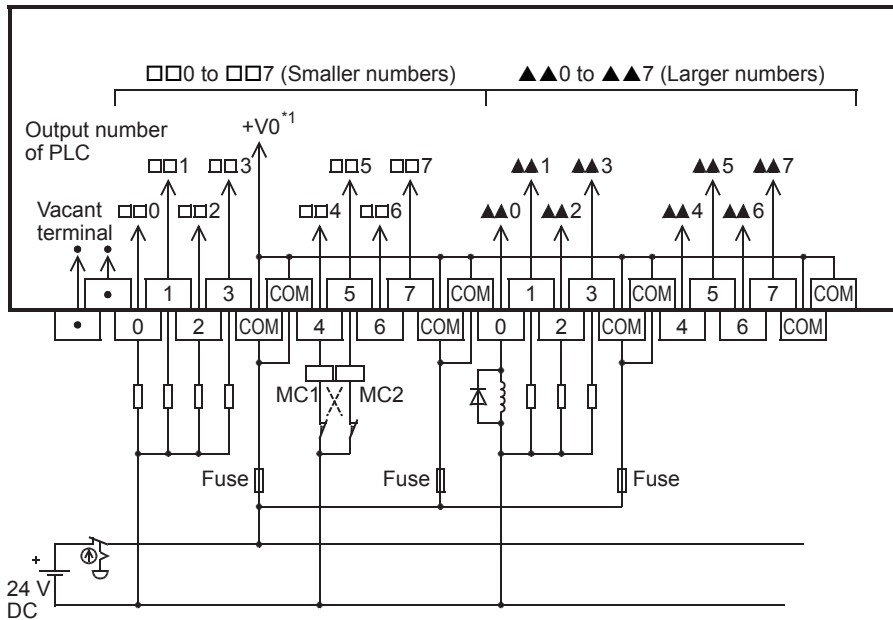 □□0 to □□7 (Smaller numbers) ▲▲0 to ▲▲7 (Larger numbers)
Output number
of PLC
+V0*1
□□1 □□3 □□5 □□7 ▲▲1 ▲▲3 ▲▲5 ▲▲7
Vacant
terminal
□□0 □□2 □□4 □□6 ▲▲0 ▲▲2 ▲▲4 ▲▲6
1 3 COM 5 7 COM 1 3 COM 5 7 COM
0 2 COM 4 6 COM 0 2 COM 4 6 COM
MC1 MC2
Fuse Fuse Fuse
+
24 V
DC